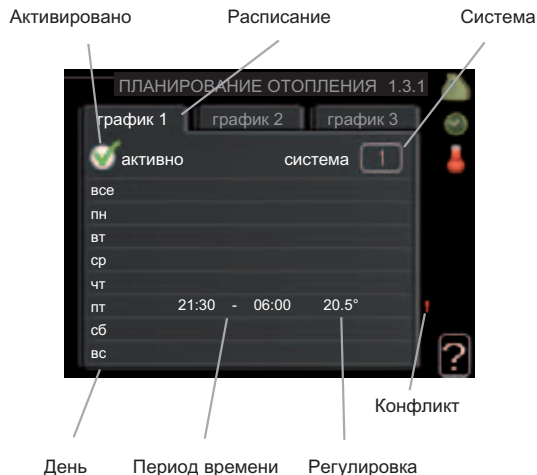 Активировано Расписание Система
ПЛАНИРОВАНИЕ ОТОПЛЕНИЯ 1.3.1
график 1 график 2 график 3
активно система 1
все
пн
вт
ср
чт
пт 21:30 - 06:00 20.5° !
сб
вс
?
Конфликт
День Период времени Регулировка